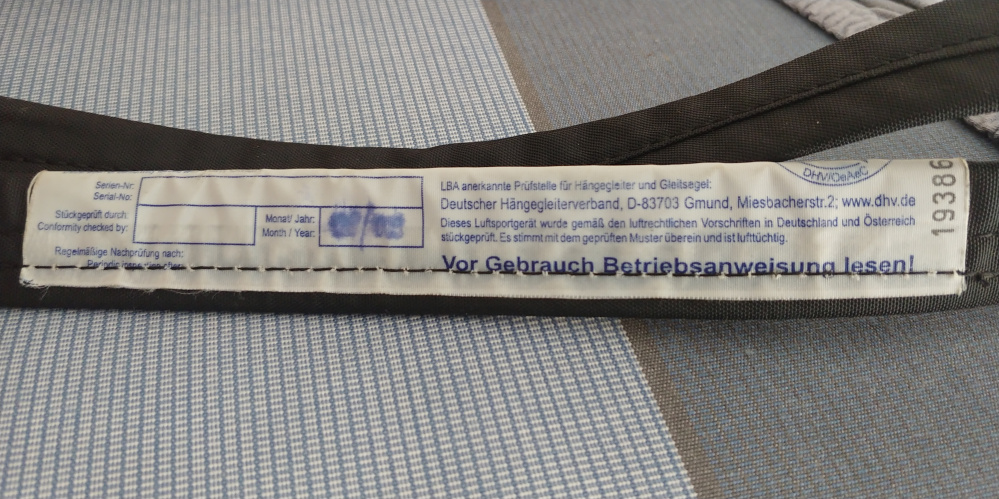 Serien-Nr:
Serial-No:
Stückgeprüft durch:
Conformity checked by:
Monat/ Jahr:
Month / Year:
Regelmäßige Nachprüfung nach:
Periodic
LBA anerkannte Prüfstelle für Hängegleiter und Gleitsegel:
Deutscher Hängegleiterverband, D-83703 Gmund, Miesbacherstr.2; www.dhv.de
Dieses Luftsportgerät wurde gemäß den luftrechtlichen Vorschriften in Deutschland und Österreich
stückgeprüft. Es stimmt mit dem geprüften Muster überein und ist lufttüchtig.
Vor Gebrauch Betriebsanweisung lesen!
DHV/OeAeC
19386